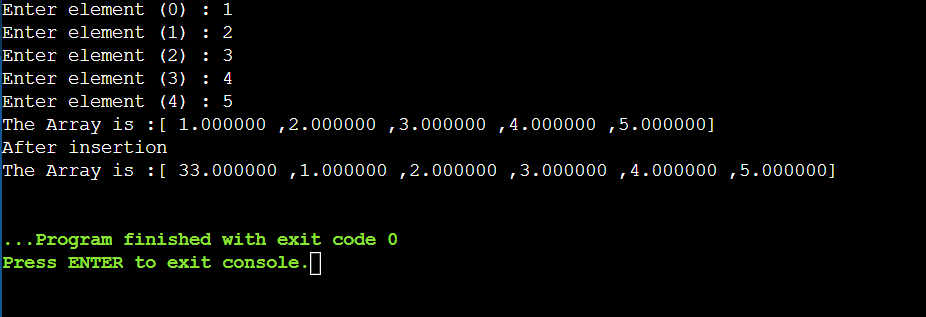 Enter element (0) : 1
Enter element (1) : 2
Enter element (2) : 3
Enter element (3) : 4
Enter element (4) : 5
The Array is :[ 1.000000 ,2.000000 ,3.000000 ,4.000000 ,5.000000]
After insertion
The Array is :[ 33.000000 ,1.000000 ,2.000000 ,3.000000 ,4.000000 ,5.000000]
...Program finished with exit code 0
Press ENTER to exit console.